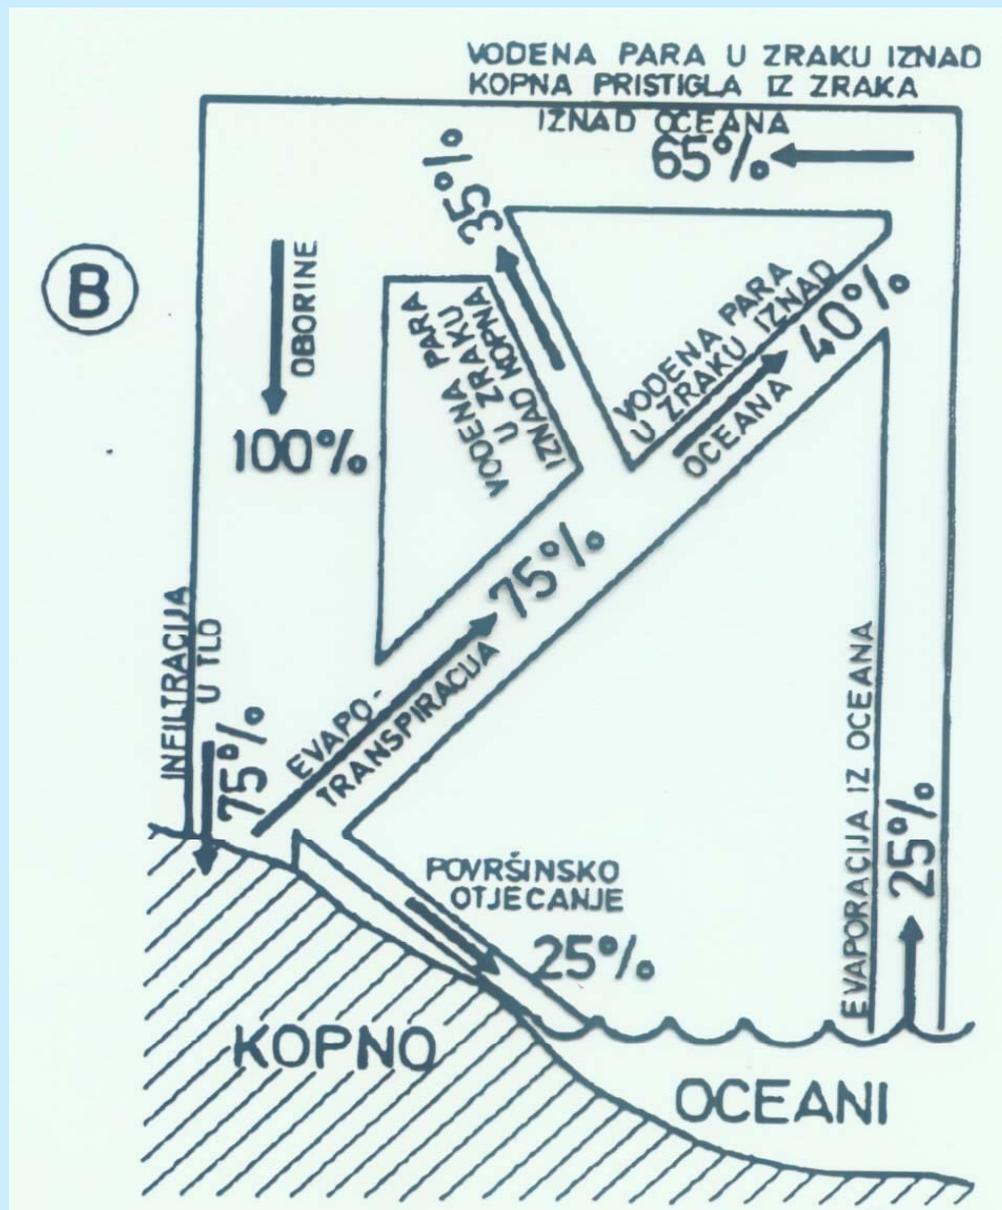 VODENA PARA U ZRAKU IZNAD
KOPNA PRISTIGLA IZ ZRAKA
IZNAD OCEANA
65%
35%
B
OBORINE
100%
VODENA PARA
U ZRAKU
IZNAD KOPNA
VODENA PARA
U ZRAKU IZNAD
OCEANA
40%
75%
EVAPO-
TRANSPIRACIJA
INFILTRACIJA
U TLO
75%
POVRŠINSKO
OTJECANJE
25%
EVAPORACIJA IZ OCEANA
25%
KOPNO
OCEANI